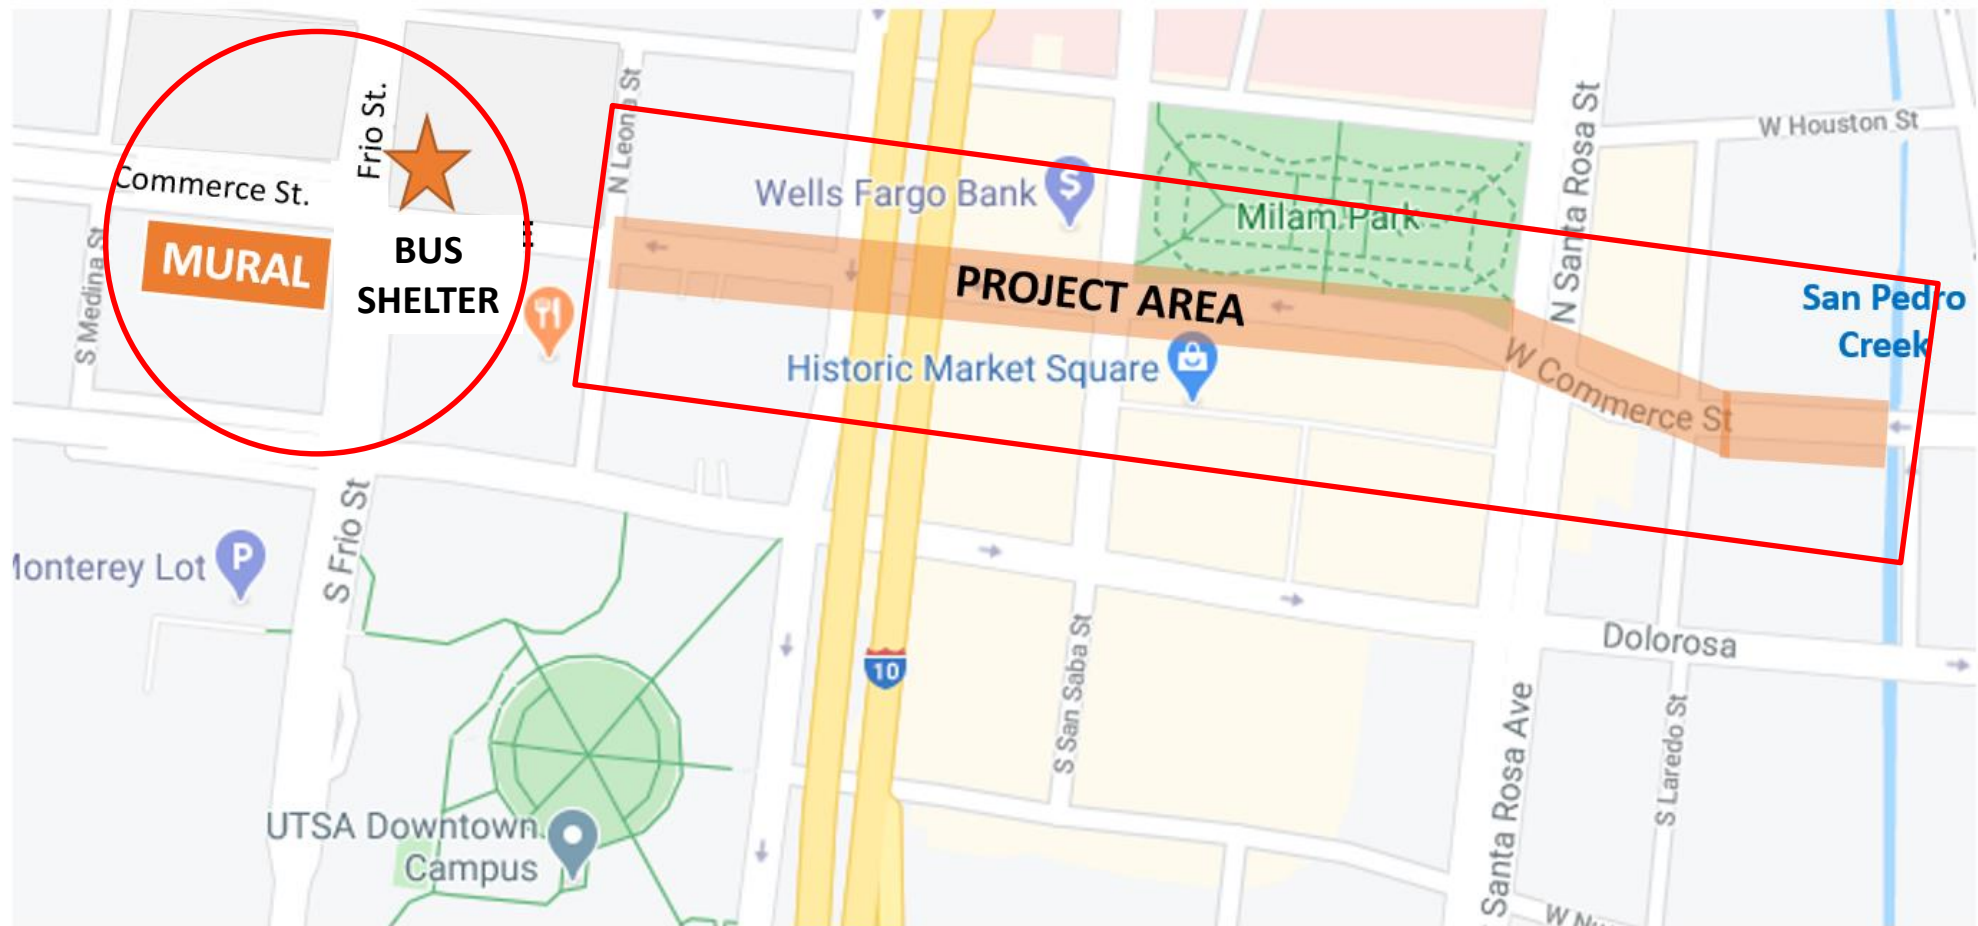 Frio St.
N Leona St
Commerce St.
MURAL
BUS
SHELTER
S Medina St
Wells Fargo Bank
$
Milam Park
N Santa Rosa St
W Houston St
San Pedro
Creek
PROJECT AREA
Historic Market Square
W Commerce St
Monterey Lot
P
S Frio St
10
S San Saba St
Dolorosa
Santa Rosa Ave
S Laredo St
UTSA Downtown
Campus